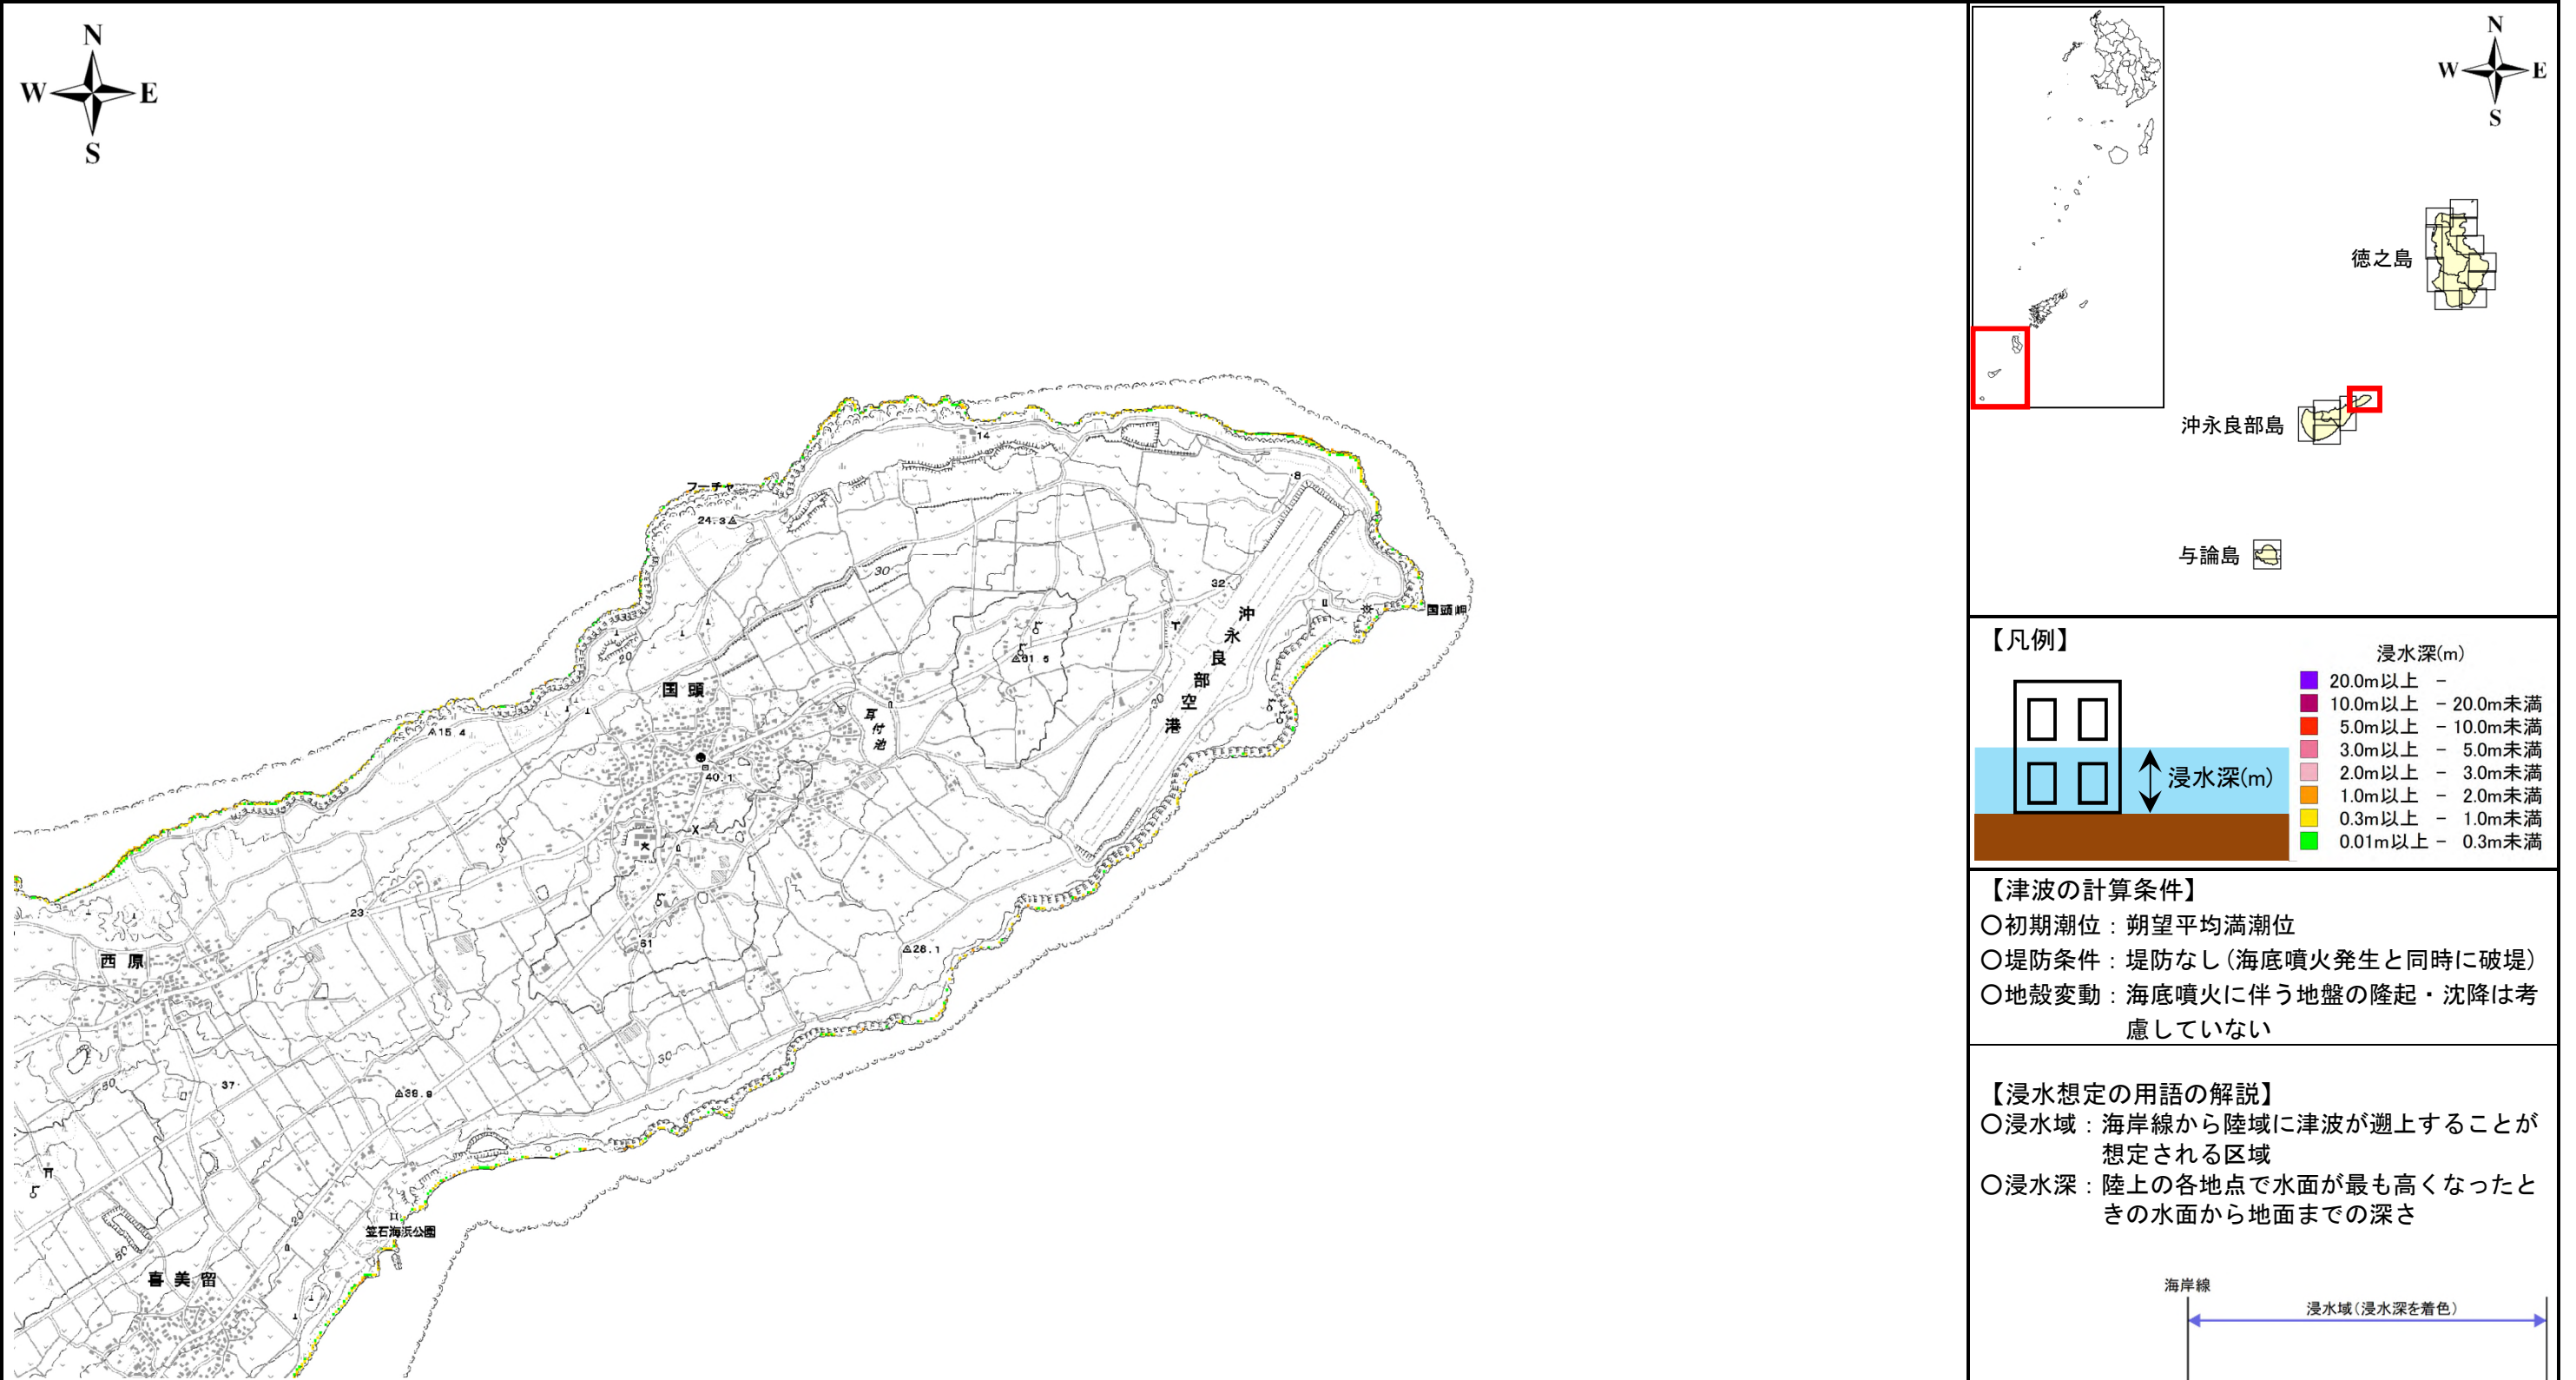 N
W E
S
フーチャ
24.3
14
8
32
30
国頭岬
沖永良部空港
20
国頭
耳付池
15.4
40.1
30
30
23
61
28.1
西原
30
37
50
笠石海浜公園
20
喜美留
N
W E
S
徳之島
沖永良部島
与論島
【凡例】
浸水深(m)
浸水深(m)
20.0m以上 -
10.0m以上 - 20.0m未満
5.0m以上 - 10.0m未満
3.0m以上 - 5.0m未満
2.0m以上 - 3.0m未満
1.0m以上 - 2.0m未満
0.3m以上 - 1.0m未満
0.01m以上 - 0.3m未満
【津波の計算条件】
〇初期潮位：朔望平均満潮位
〇堤防条件：堤防なし(海底噴火発生と同時に破堤)
〇地殻変動：海底噴火に伴う地盤の隆起・沈降は考
慮していない
【浸水想定の用語の解説】
〇浸水域：海岸線から陸域に津波が遡上することが
想定される区域
〇浸水深：陸上の各地点で水面が最も高くなったと
きの水面から地面までの深さ
海岸線
浸水域(浸水深を着色)